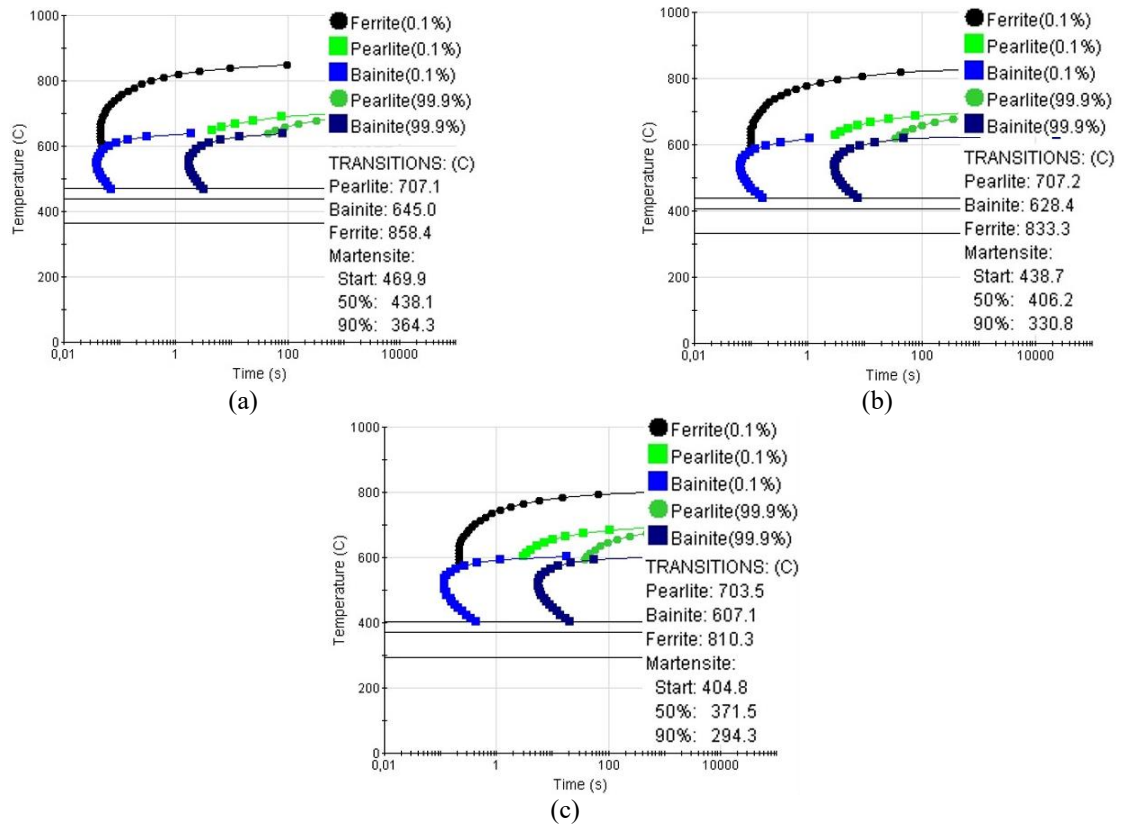 1000
800
600
400
200
0
Temperature (C)
0,01
1
100
10000
Time (s)
Ferrite(0.1%)
Pearlite(0.1%)
Bainite(0.1%)
Pearlite(99.9%)
Bainite(99.9%)
TRANSITIONS: (C)
Pearlite: 707.1
Bainite: 645.0
Ferrite: 858.4
Martensite:
Start: 469.9
50%: 438.1
90%: 364.3
(a)
1000
800
600
400
200
0
Temperature (C)
0,01
1
100
10000
Time (s)
Ferrite(0.1%)
Pearlite(0.1%)
Bainite(0.1%)
Pearlite(99.9%)
Bainite(99.9%)
TRANSITIONS: (C)
Pearlite: 707.2
Bainite: 628.4
Ferrite: 833.3
Martensite:
Start: 438.7
50%: 406.2
90%: 330.8
(b)
1000
800
600
400
200
0
Temperature (C)
0,01
1
100
10000
Time (s)
Ferrite(0.1%)
Pearlite(0.1%)
Bainite(0.1%)
Pearlite(99.9%)
Bainite(99.9%)
TRANSITIONS: (C)
Pearlite: 703.5
Bainite: 607.1
Ferrite: 810.3
Martensite:
Start: 404.8
50%: 371.5
90%: 294.3
(c)